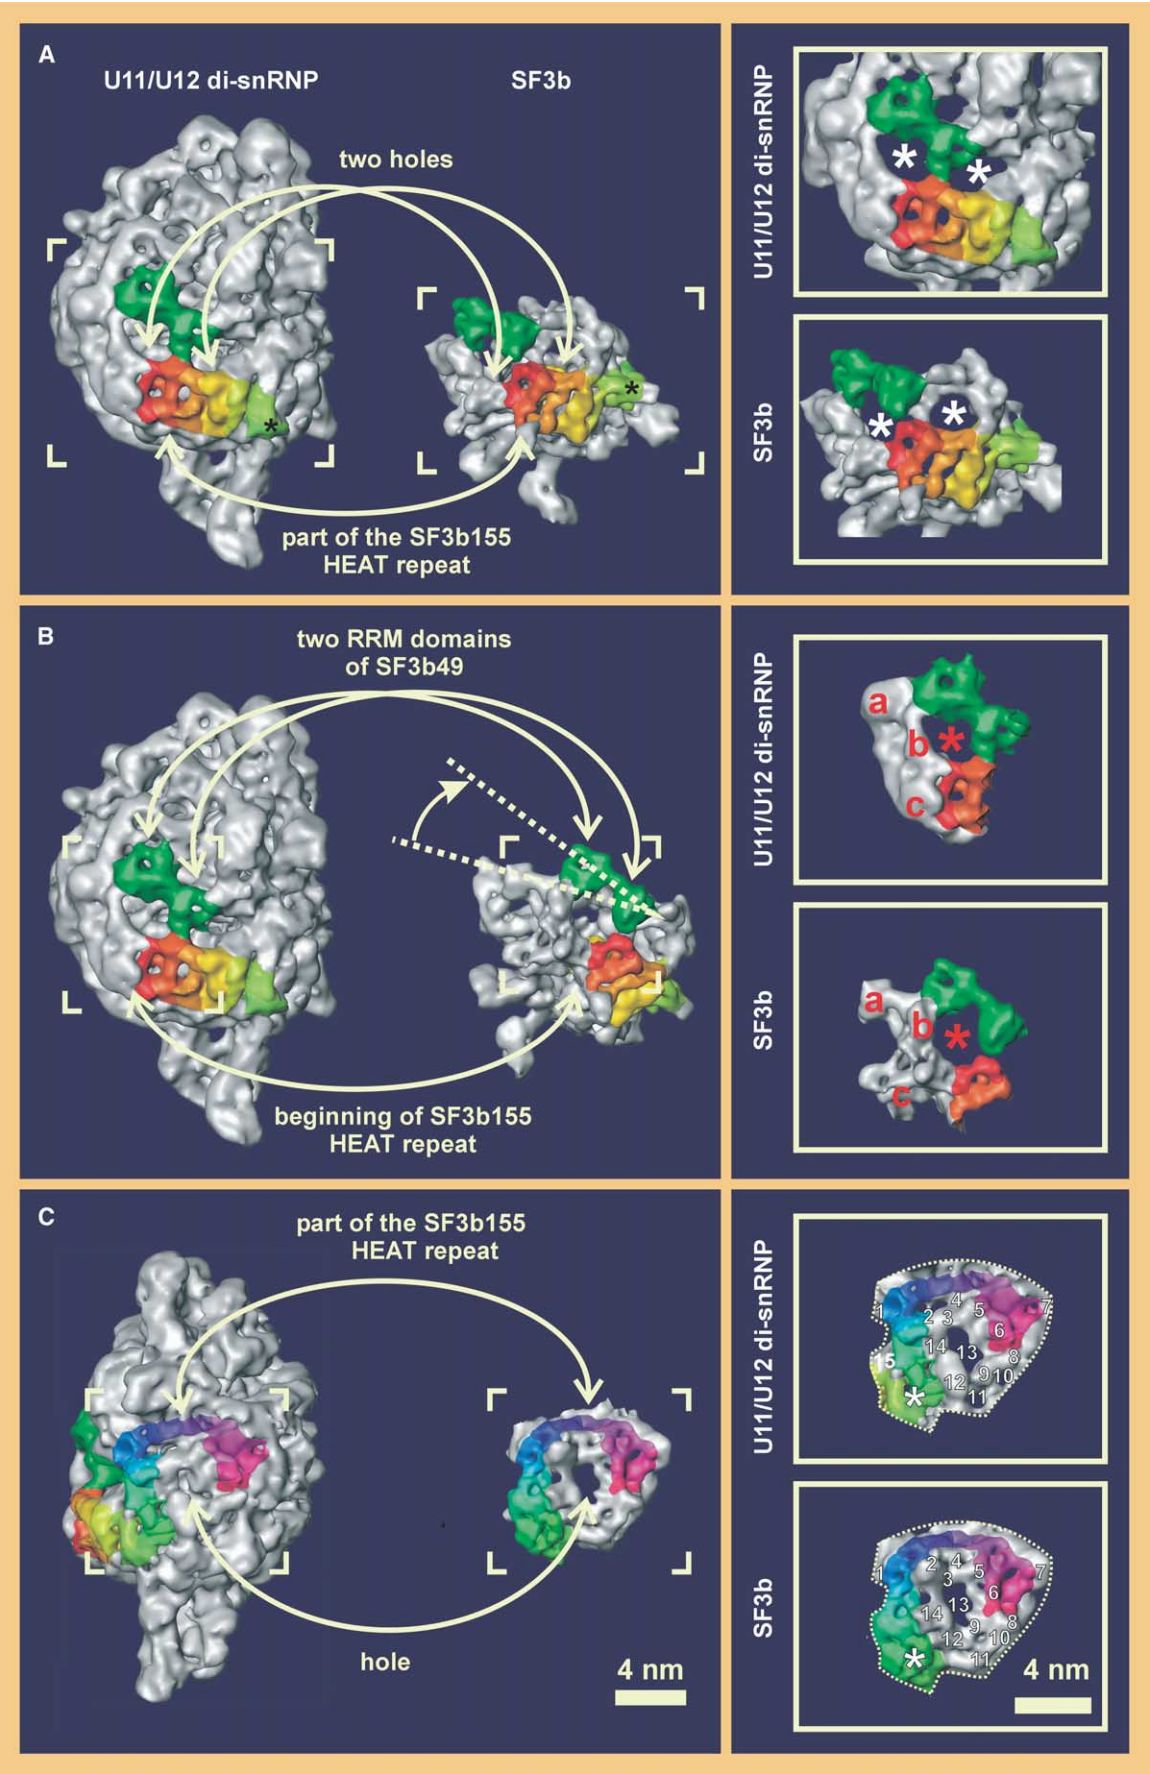 A
U11/U12 di-snRNP
SF3b
two holes
*
*
part of the SF3b155
HEAT repeat
U11/U12 di-snRNP
*
*
SF3b
*
*
B
two RRM domains
of SF3b49
beginning of SF3b155
HEAT repeat
U11/U12 di-snRNP
a
b
*
c
SF3b
a
b
*
c
C
part of the SF3b155
HEAT repeat
hole
4 nm
U11/U12 di-snRNP
1
2
3
4
5
6
7
8
9
10
11
12
13
14
15
*
SF3b
1
2
3
4
5
6
7
8
9
10
11
12
13
14
*
4 nm